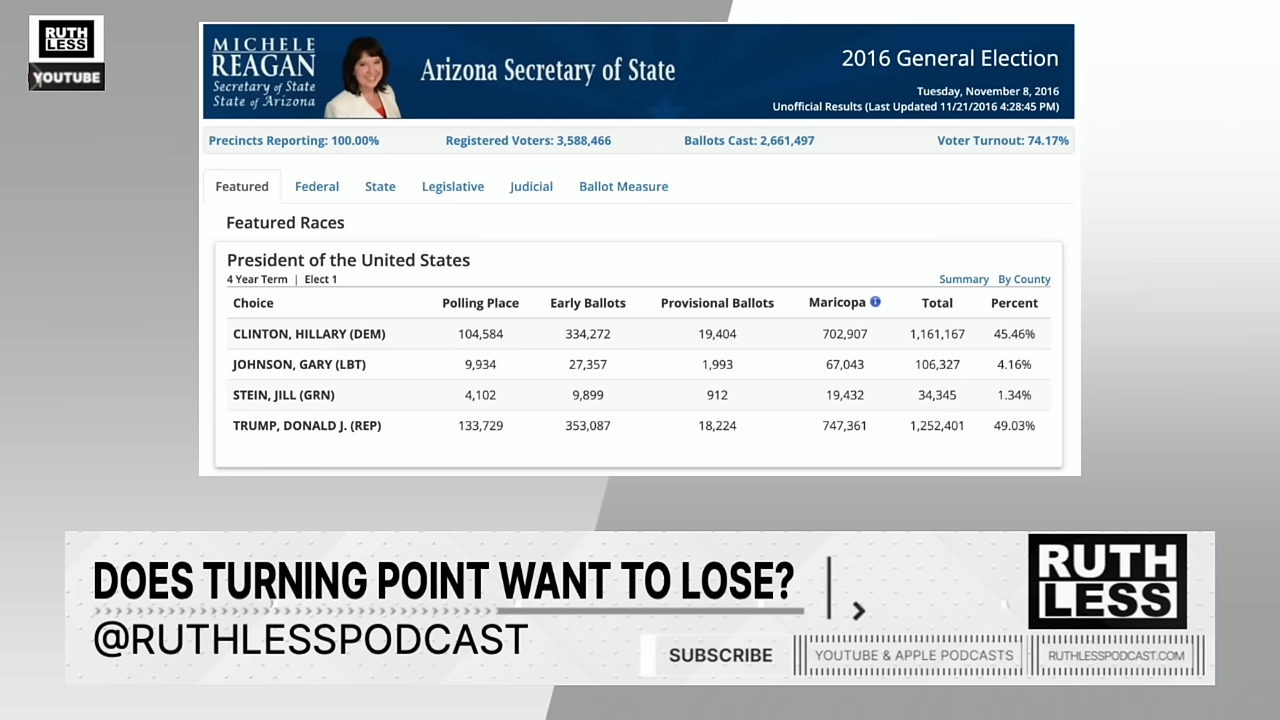 RUTH
LESS
YOUTUBE
MICHELE
REAGAN
Secretary of State
State of Arizona
Arizona Secretary of State
2016 General Election
Tuesday, November 8, 2016
Unofficial Results (Last Updated 11/21/2016 4:28:45 PM)
Precincts Reporting: 100.00% Registered Voters: 3,588,466 Ballots Cast: 2,661,497 Voter Turnout: 74.17%
Featured Federal State Legislative Judicial Ballot Measure
Featured Races
President of the United States
4 Year Term | Elect 1 Summary By County
Choice Polling Place Early Ballots Provisional Ballots Maricopa Total Percent
CLINTON, HILLARY (DEM) 104,584 334,272 19,404 702,907 1,161,167 45.46%
JOHNSON, GARY (LBT) 9,934 27,357 1,993 67,043 106,327 4.16%
STEIN, JILL (GRN) 4,102 9,899 912 19,432 34,345 1.34%
TRUMP, DONALD J. (REP) 133,729 353,087 18,224 747,361 1,252,401 49.03%
DOES TURNING POINT WANT TO LOSE?
@RUTHLESSPODCAST
RUTH
LESS
SUBSCRIBE YOUTUBE & APPLE PODCASTS RUTHLESSPODCAST.COM